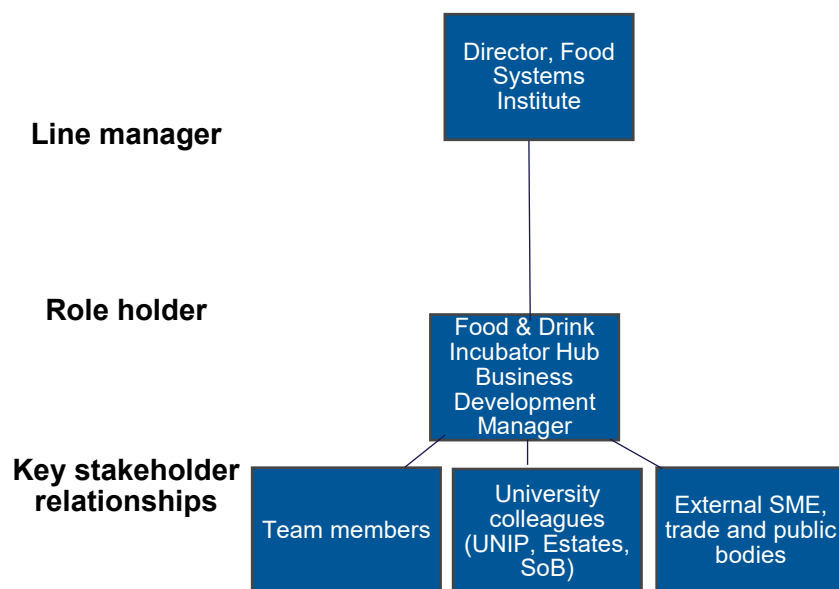 Director, Food
Systems
Institute
Line manager
Role holder
Food & Drink
Incubator Hub
Business
Development
Manager
Key stakeholder
relationships
Team members
University
colleagues
(UNIP, Estates,
SoB)
External SME,
trade and public
bodies